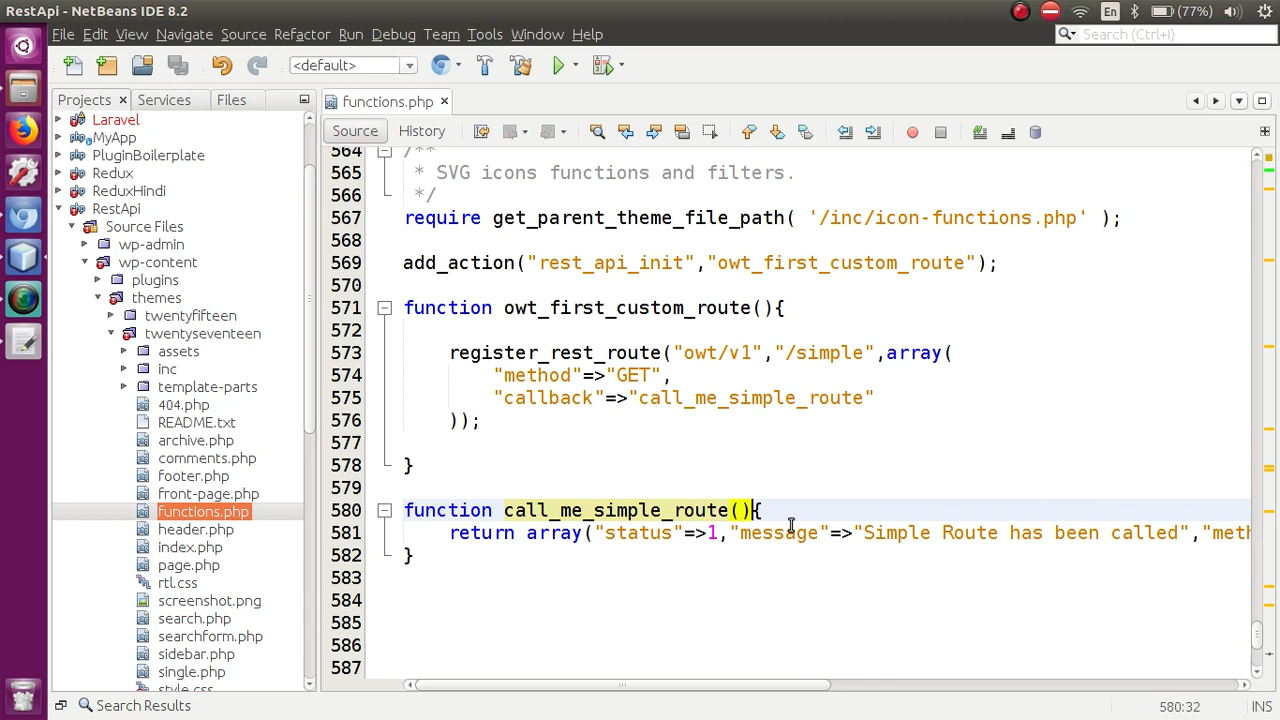 RestApi - NetBeans IDE 8.2
En
(77%)
File Edit View Navigate Source Refactor Run Debug Team Tools Window Help
Search (Ctrl+I)
<default>
Projects
Services
Files
functions.php
Source
History
Laravel
MyApp
PluginBoilerplate
Redux
ReduxHindi
RestApi
Source Files
wp-admin
wp-content
plugins
themes
twentyfifteen
twentyseventeen
assets
inc
template-parts
404.php
README.txt
archive.php
comments.php
footer.php
front-page.php
functions.php
header.php
index.php
page.php
rtl.css
screenshot.png
search.php
searchform.php
sidebar.php
single.php
style.css
564 /**
565 * SVG icons functions and filters.
566 */
567 require get_parent_theme_file_path( '/inc/icon-functions.php' );
568
569 add_action("rest_api_init","owt_first_custom_route");
570
571 function owt_first_custom_route(){
572
573 register_rest_route("owt/v1","/simple",array(
574 "method"=>"GET",
575 "callback"=>"call_me_simple_route"
576 ));
577
578 }
579
580 function call_me_simple_route(){
581 return array("status"=>1,"message"=>"Simple Route has been called","meth
582 }
583
584
585
586
587
Search Results
580:32
INS